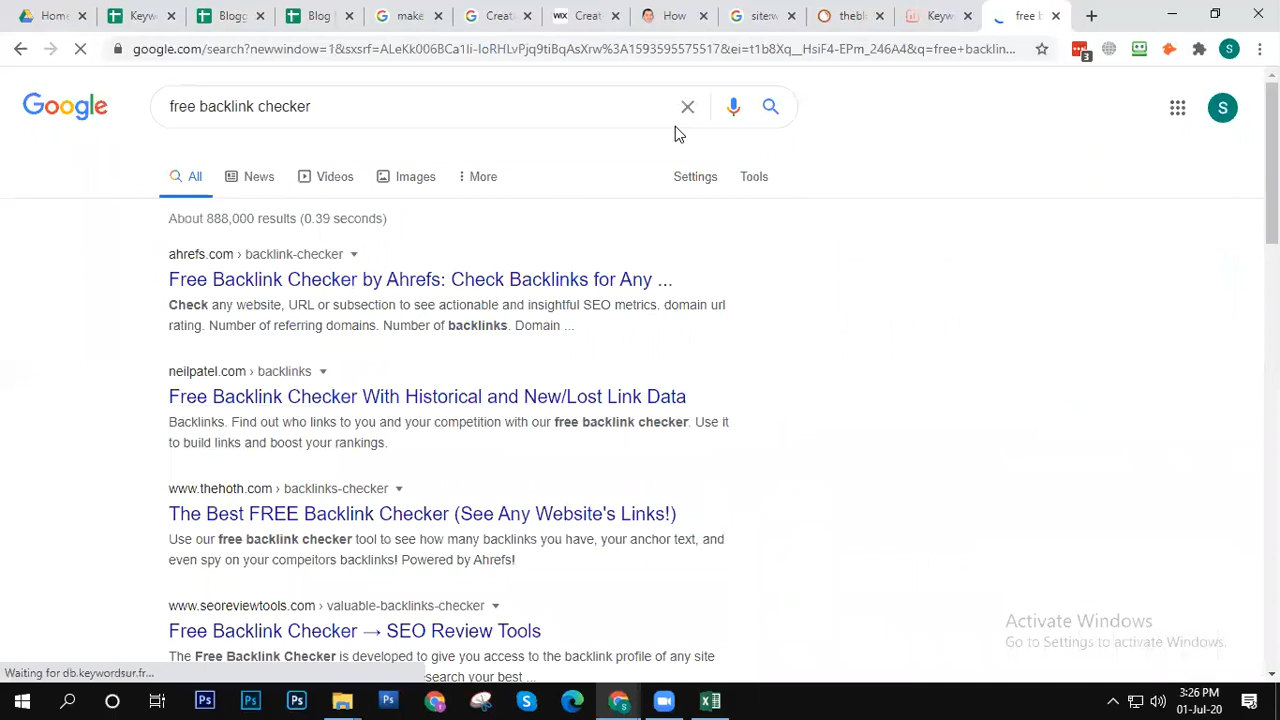 Home
Keyw
Blogg
Blog
make
Creat
WIX
Creat
How
site:w
thebl
Keyw
free b
google.com/search?newwindow=1&sxsrf=ALeKk006DCa1Ii-IoRHLvPjq9tiBqAsXrw%3A1593595575517&ei=t1b8Xq__HsiF4-EPm_246A4&q=free+backlin...
3
S
Google
free backlink checker
S
All
News
Videos
Images
More
Settings
Tools
About 888,000 results (0.39 seconds)
ahrefs.com › backlink-checker
Free Backlink Checker by Ahrefs: Check Backlinks for Any ...
Check any website, URL or subsection to see actionable and insightful SEO metrics. domain url
rating. Number of referring domains. Number of backlinks. Domain ...
neilpatel.com › backlinks
Free Backlink Checker With Historical and New/Lost Link Data
Backlinks. Find out who links to you and your competition with our free backlink checker. Use it
to build links and boost your rankings.
www.thehoth.com › backlinks-checker
The Best FREE Backlink Checker (See Any Website's Links!)
Use our free backlink checker tool to see how many backlinks you have, your anchor text, and
even spy on your compeitors backlinks! Powered by Ahrefs!
www.seoreviewtools.com › valuable-backlinks-checker
Free Backlink Checker → SEO Review Tools
The Free Backlink Checker is developed to give you access to the backlink profile of any site
search your best ...
Activate Windows
Go to Settings to activate Windows.
Waiting for db.keywordsur.fr...
3:26 PM
01-Jul-20